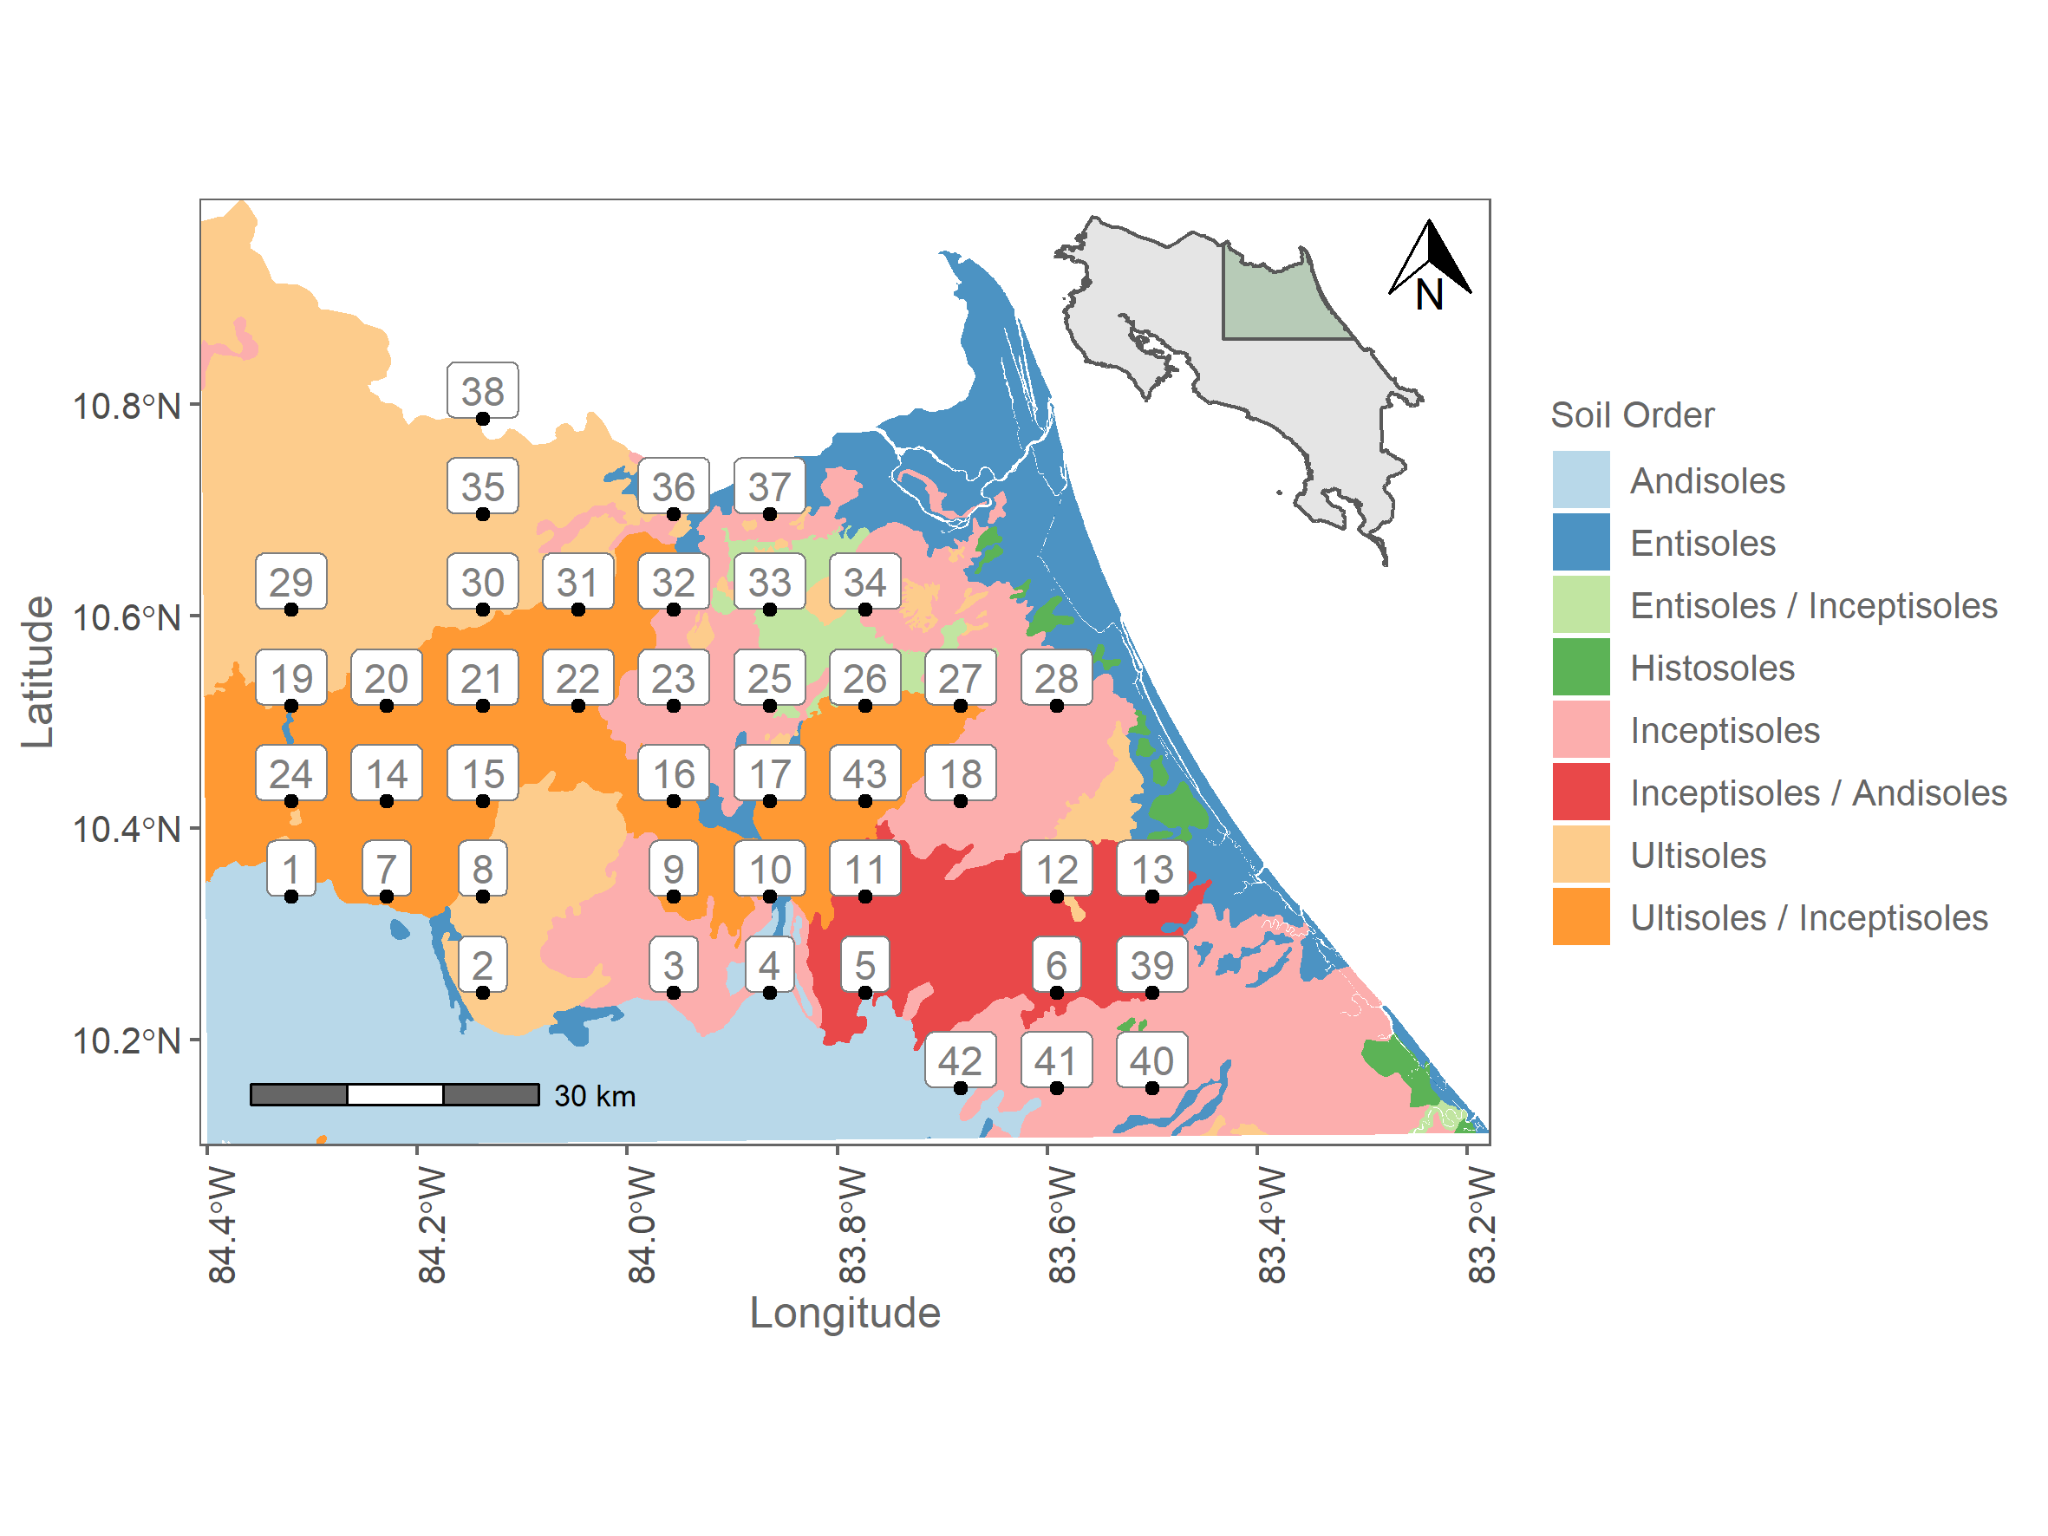 N
38
10.8°N
35
36
37
29
30
31
32
33
34
10.6°N
19
20
21
22
23
25
26
27
28
24
14
15
16
17
43
18
10.4°N
1
7
8
9
10
11
12
13
2
3
4
5
6
39
10.2°N
42
41
40
30 km
84.4°W
84.2°W
84.0°W
83.8°W
83.6°W
83.4°W
83.2°W
Longitude
Latitude
Soil Order
Andisoles
Entisoles
Entisoles / Inceptisoles
Histosoles
Inceptisoles
Inceptisoles / Andisoles
Ultisoles
Ultisoles / Inceptisoles